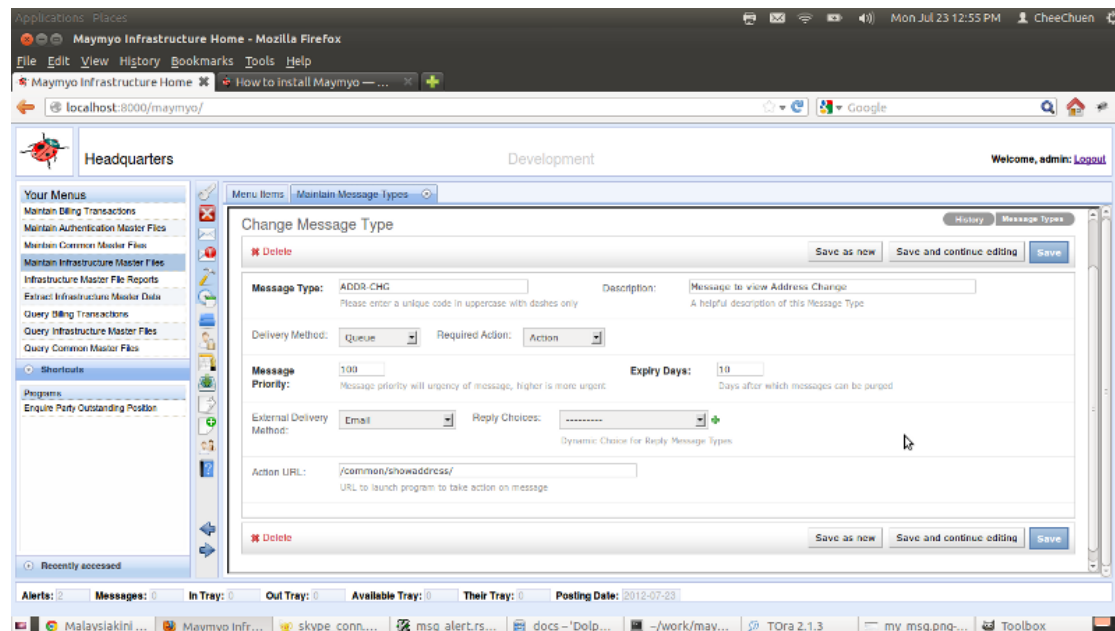 Applications Places Mon Jul 23 12:55 PM CheeChuen
Maymyo Infrastructure Home - Mozilla Firefox
File Edit View History Bookmarks Tools Help
Maymyo Infrastructure Home How to install Maymyo — ...
localhost:8000/maymyo/ Google
Headquarters Development Welcome, admin: Logout
Your Menus
Maintain Billing Transactions
Maintain Authentication Master Files
Maintain Common Master Files
Maintain Infrastructure Master Files
Infrastructure Master File Reports
Extract Infrastructure Master Data
Query Billing Transactions
Query Infrastructure Master Files
Query Common Master Files
Shortcuts
Programs
Enquire Party Outstanding Position
Recently accessed
Menu Items Maintain Message Types
Change Message Type History Message Types
Delete Save as new Save and continue editing Save
Message Type: ADDR-CHG Description: Message to view Address Change
Please enter a unique code in uppercase with dashes only A helpful description of this Message Type
Delivery Method: Queue Required Action: Action
Message Priority: 100 Expiry Days: 10
Message priority will urgency of message, higher is more urgent Days after which messages can be purged
External Delivery Method: Email Reply Choices: ---------
Dynamic Choice for Reply Message Types
Action URL: /common/showaddress/
URL to launch program to take action on message
Delete Save as new Save and continue editing Save
Alerts: 2 Messages: 0 In Tray: 0 Out Tray: 0 Available Tray: 0 Their Tray: 0 Posting Date: 2012-07-23
Malaysiakini ... Maymyo Infr... skype_conn.... msg_alert.rs... docs – 'Dolp... ~/work/may... TOra 2.1.3 my_msg.png-... Toolbox